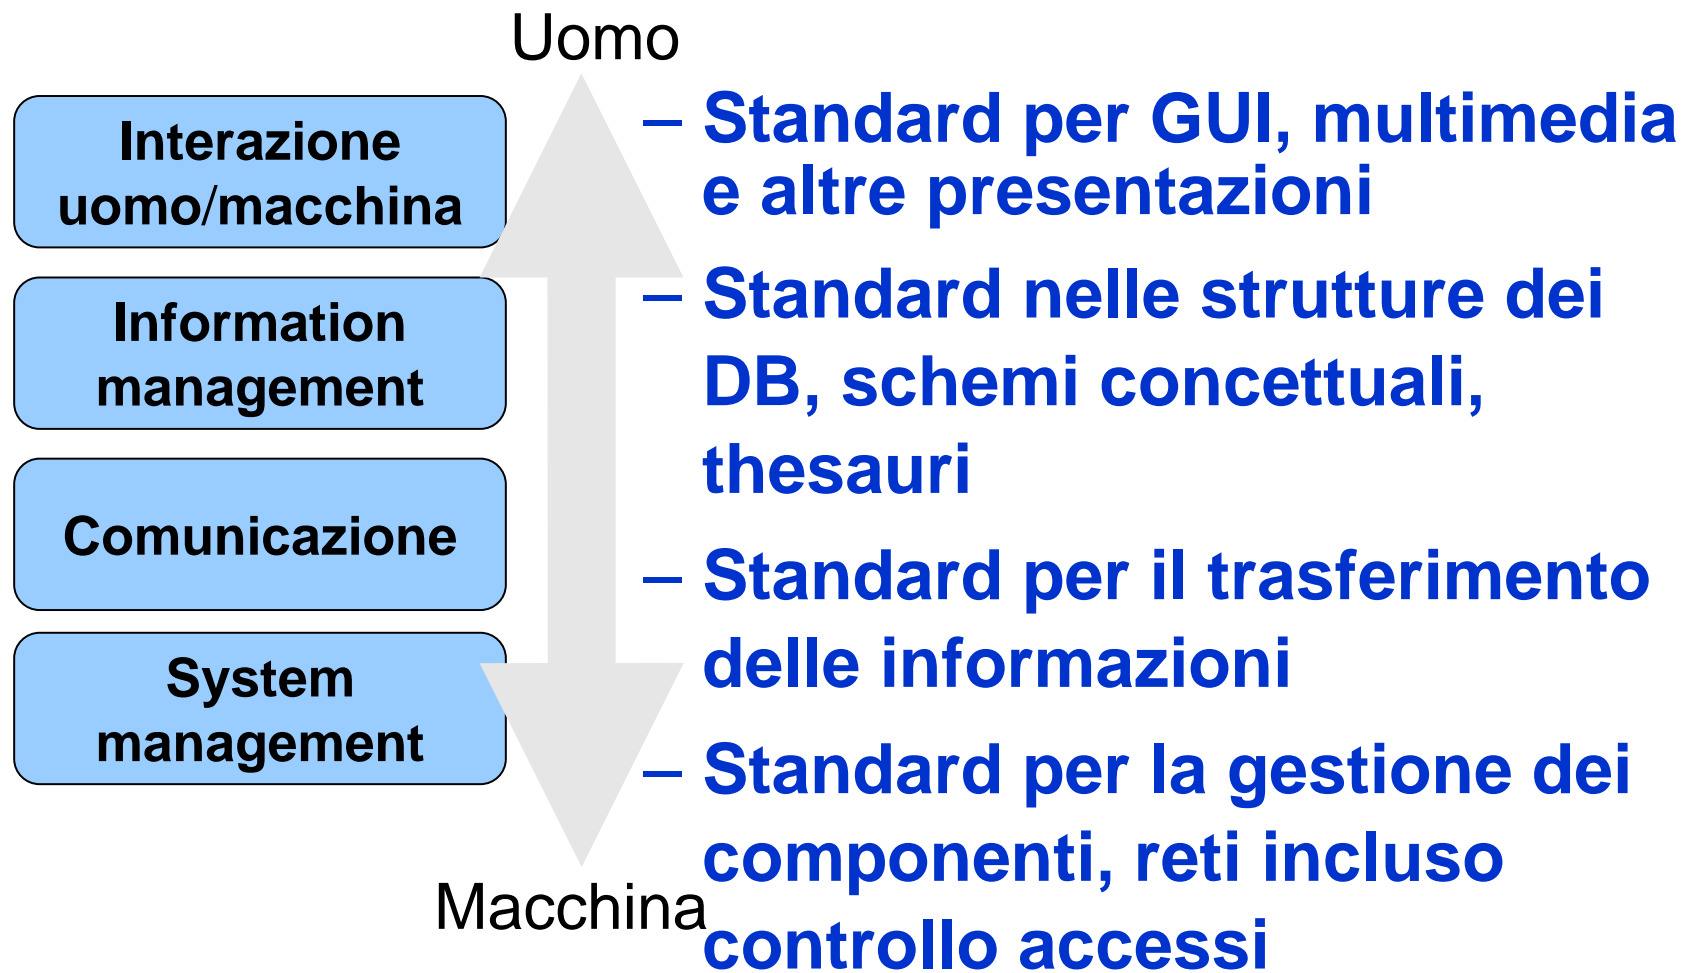 Uomo
Interazione
uomo/macchina
Information
management
Comunicazione
System
management
Macchina
– Standard per GUI, multimedia
e altre presentazioni
– Standard nelle strutture dei
DB, schemi concettuali,
thesauri
– Standard per il trasferimento
delle informazioni
– Standard per la gestione dei
componenti, reti incluso
controllo accessi